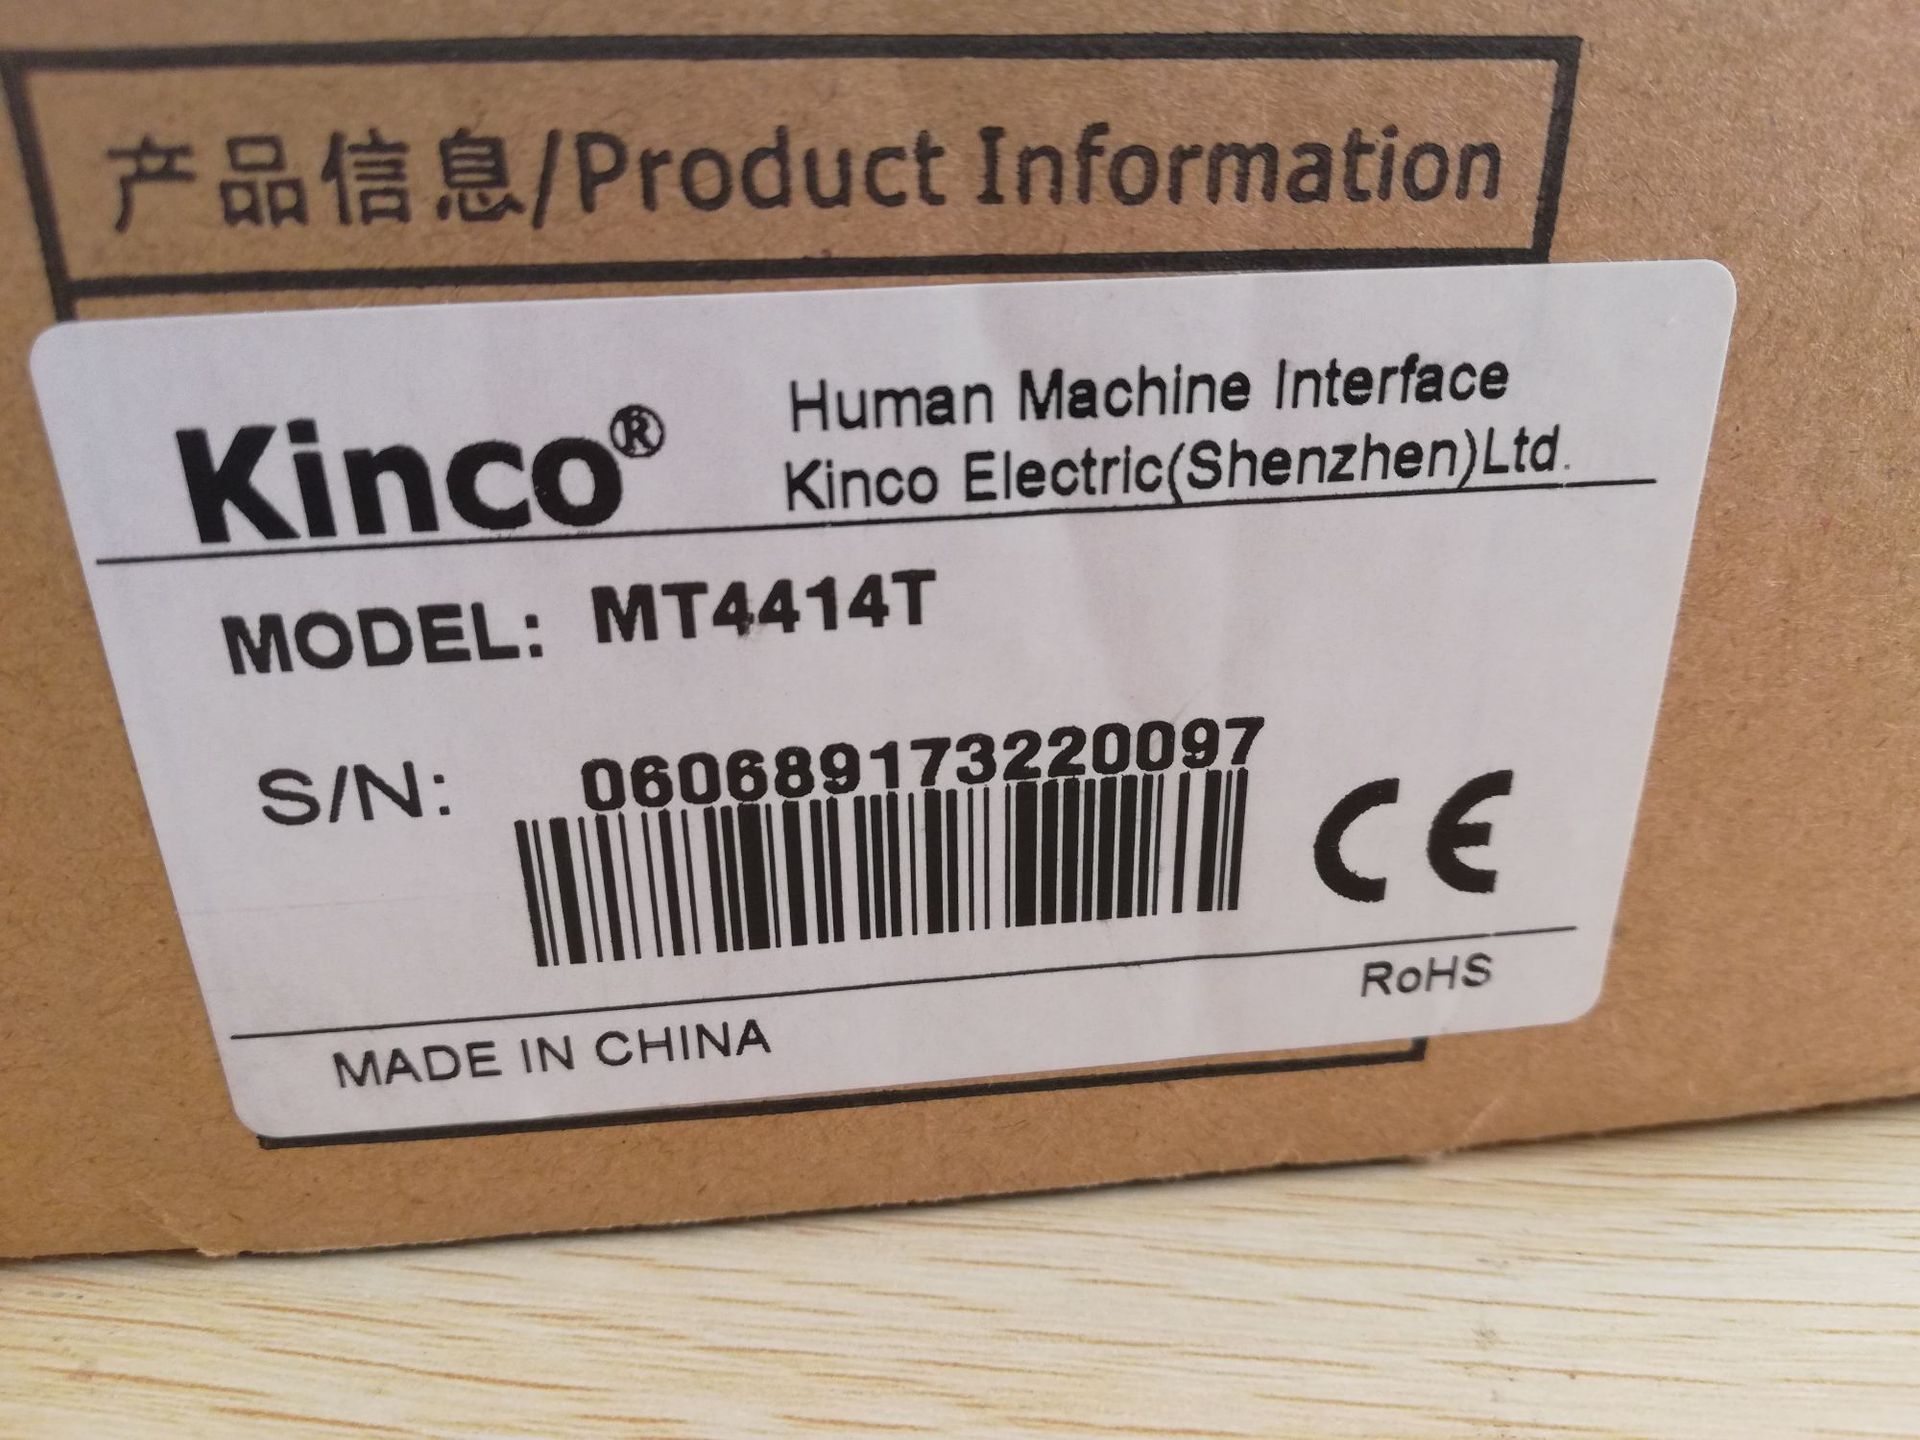 产品信息/Product Information
Kinco®
Human Machine Interface
Kinco Electric(Shenzhen)Ltd.
MODEL: MT4414T
S/N: 060689173220097
CE
RoHS
MADE IN CHINA